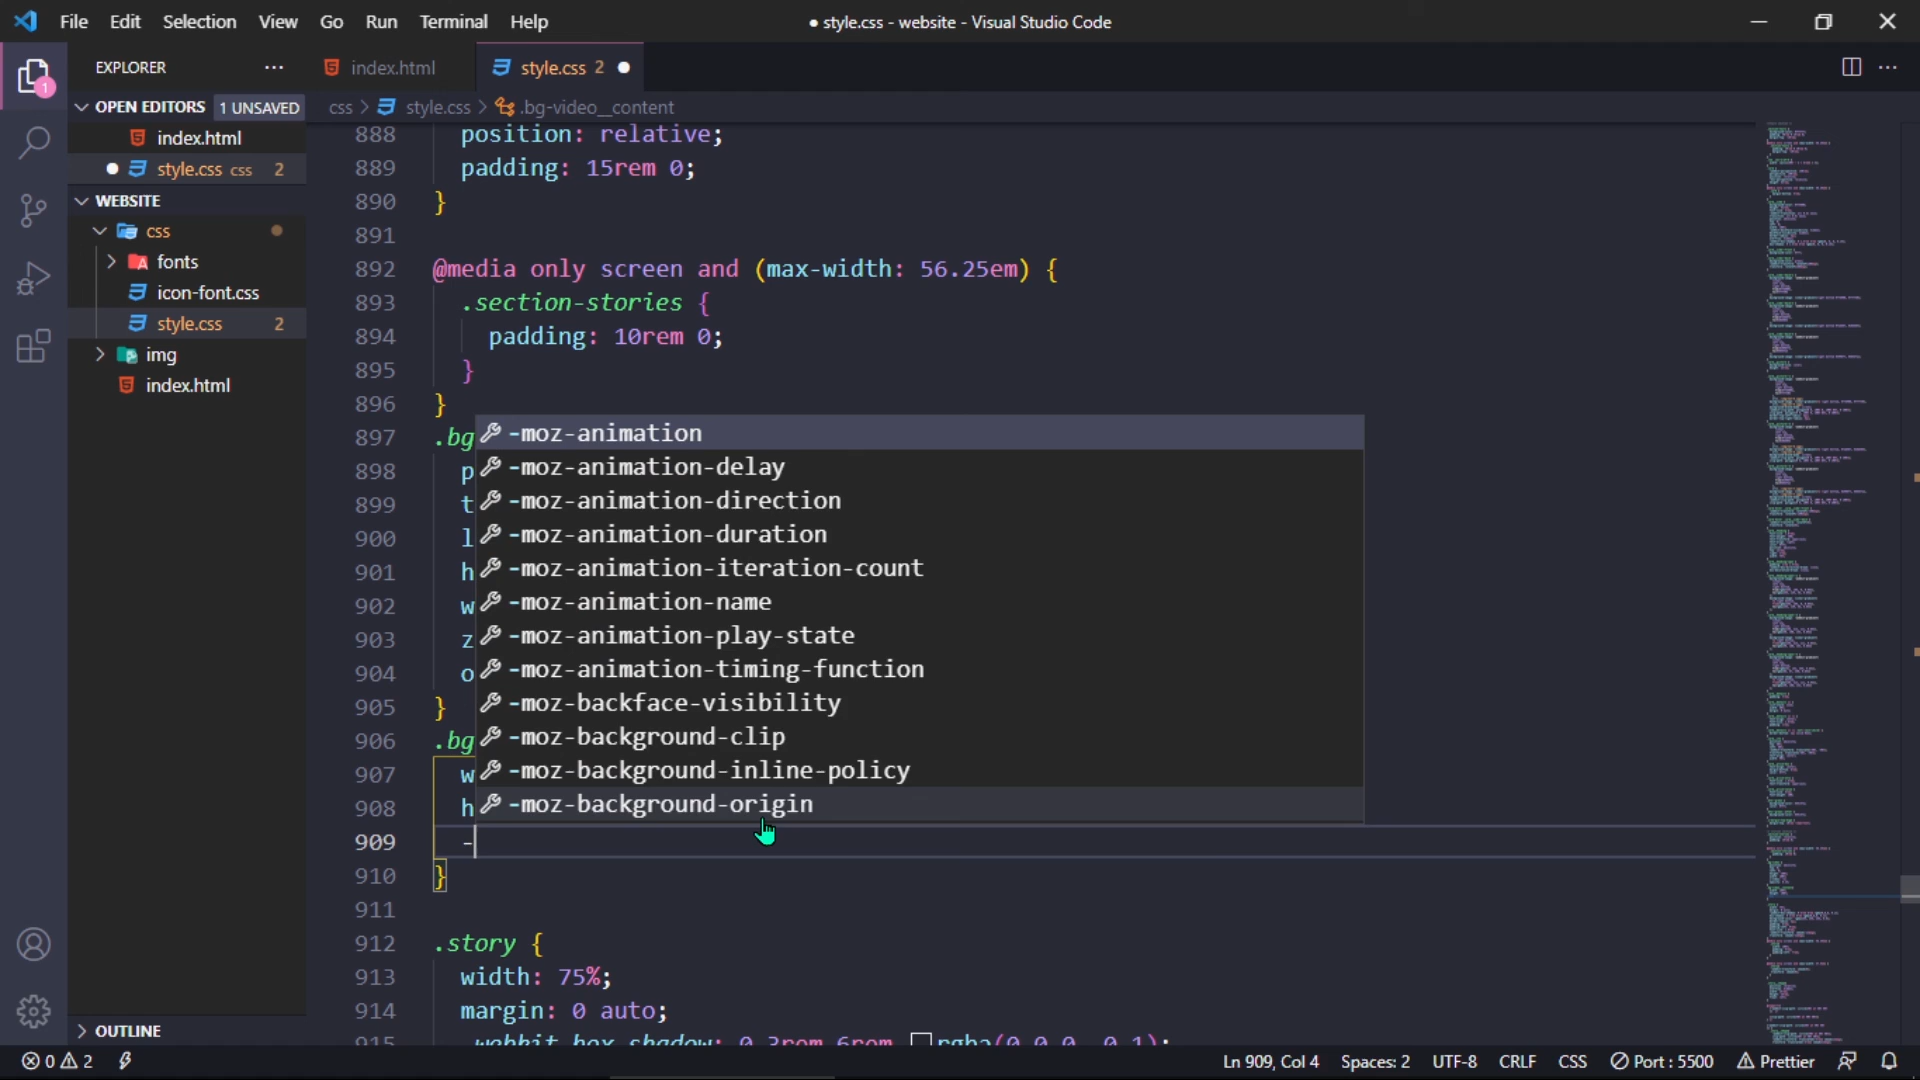 File Edit Selection View Go Run Terminal Help
● style.css - website - Visual Studio Code
EXPLORER ···
index.html
style.css 2 ●
OPEN EDITORS 1 UNSAVED
index.html
● style.css css 2
WEBSITE
css
fonts
icon-font.css
style.css 2
img
index.html
OUTLINE
1
css > style.css > .bg-video__content
888 position: relative;
889 padding: 15rem 0;
890 }
891
892 @media only screen and (max-width: 56.25em) {
893 .section-stories {
894 padding: 10rem 0;
895 }
896 }
897 .bg
898 p
899 t
900 l
901 h
902 w
903 z
904 o
905 }
906 .bg
907 w
908 h
909 -
910 }
911
912 .story {
913 width: 75%;
914 margin: 0 auto;
915 -webkit-box-shadow: 0 3rem 6rem rgba(0, 0, 0, 0.1);
-moz-animation
-moz-animation-delay
-moz-animation-direction
-moz-animation-duration
-moz-animation-iteration-count
-moz-animation-name
-moz-animation-play-state
-moz-animation-timing-function
-moz-backface-visibility
-moz-background-clip
-moz-background-inline-policy
-moz-background-origin
0 2
Ln 909, Col 4 Spaces: 2 UTF-8 CRLF CSS Port : 5500 Prettier